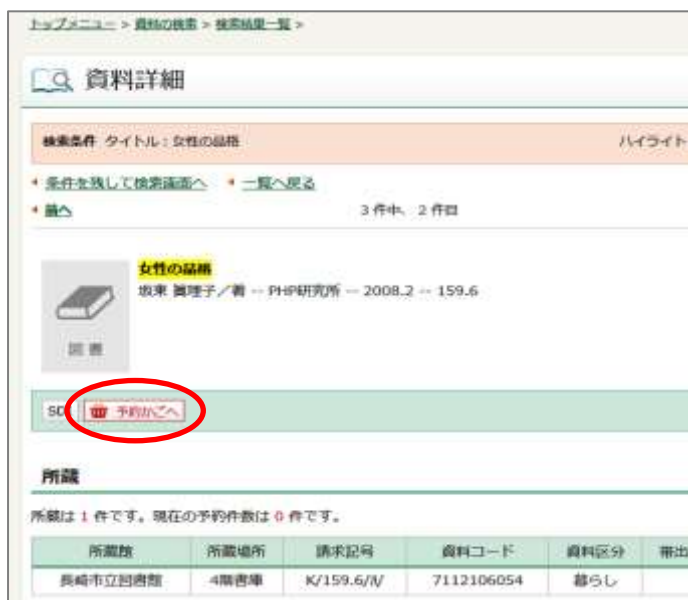 トップメニュー > 資料の検索 > 検索結果一覧 >
資料詳細
検索条件 タイトル：女性の品格 ハイライト
条件を残して検索画面へ 一覧へ戻る
前へ 3 件中、 2 件目
女性の品格
坂東 眞理子／著 -- PHP研究所 -- 2008.2 -- 159.6
図書
SD 予約かごへ
所蔵
所蔵は 1 件です。現在の予約件数は 0 件です。
所蔵館 所蔵場所 請求記号 資料コード 資料区分 帯出
長崎市立図書館 4階書庫 K/159.6/ﾊﾞ/ 7112106054 暮らし